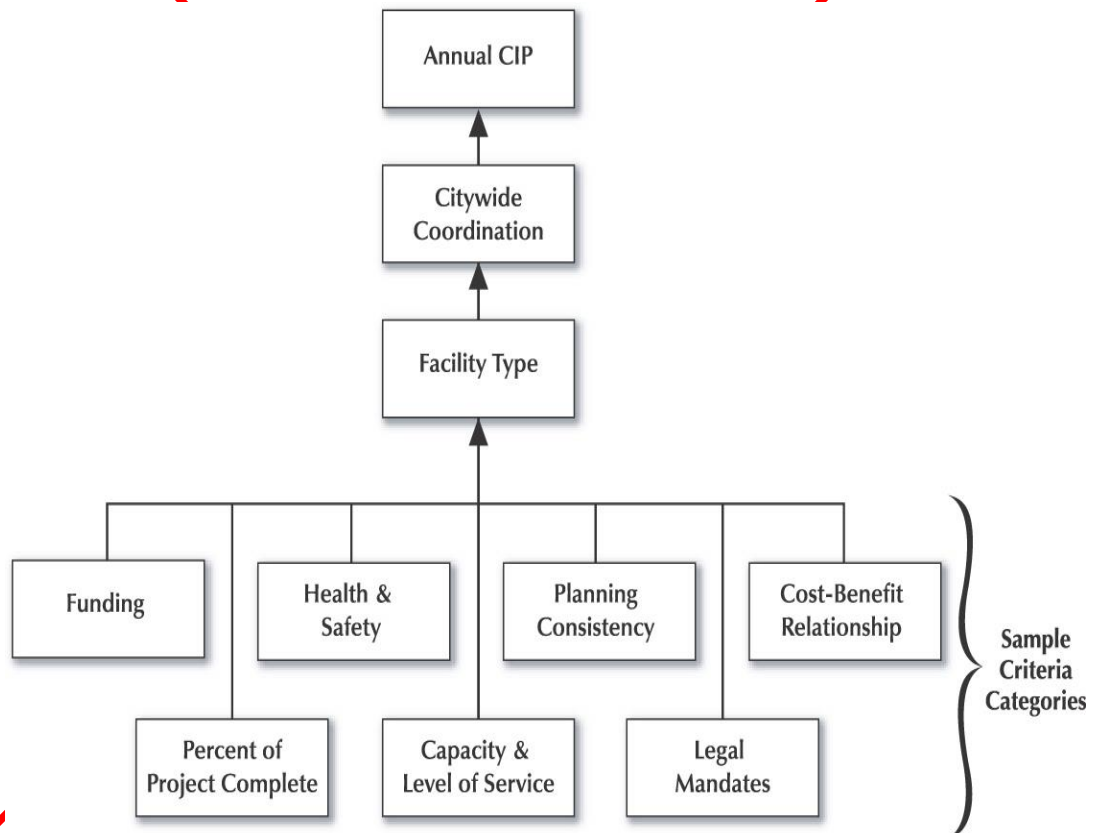 Annual CIP
Citywide
Coordination
Facility Type
Funding
Health &
Safety
Planning
Consistency
Cost-Benefit
Relationship
Percent of
Project Complete
Capacity &
Level of Service
Legal
Mandates
Sample
Criteria
Categories